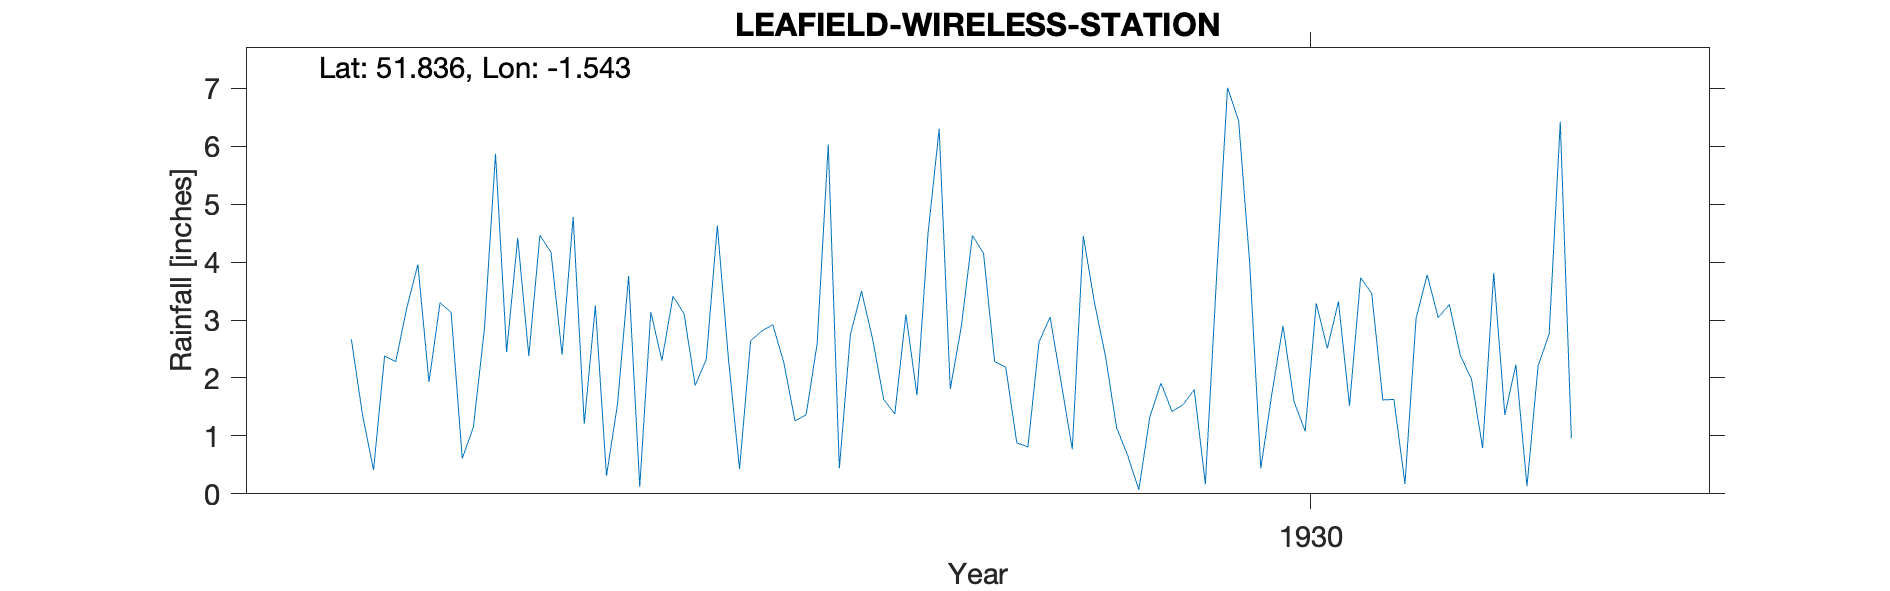 LEAFIELD-WIRELESS-STATION
Lat: 51.836, Lon: -1.543
7
6
5
4
3
2
1
0
Rainfall [inches]
1930
Year